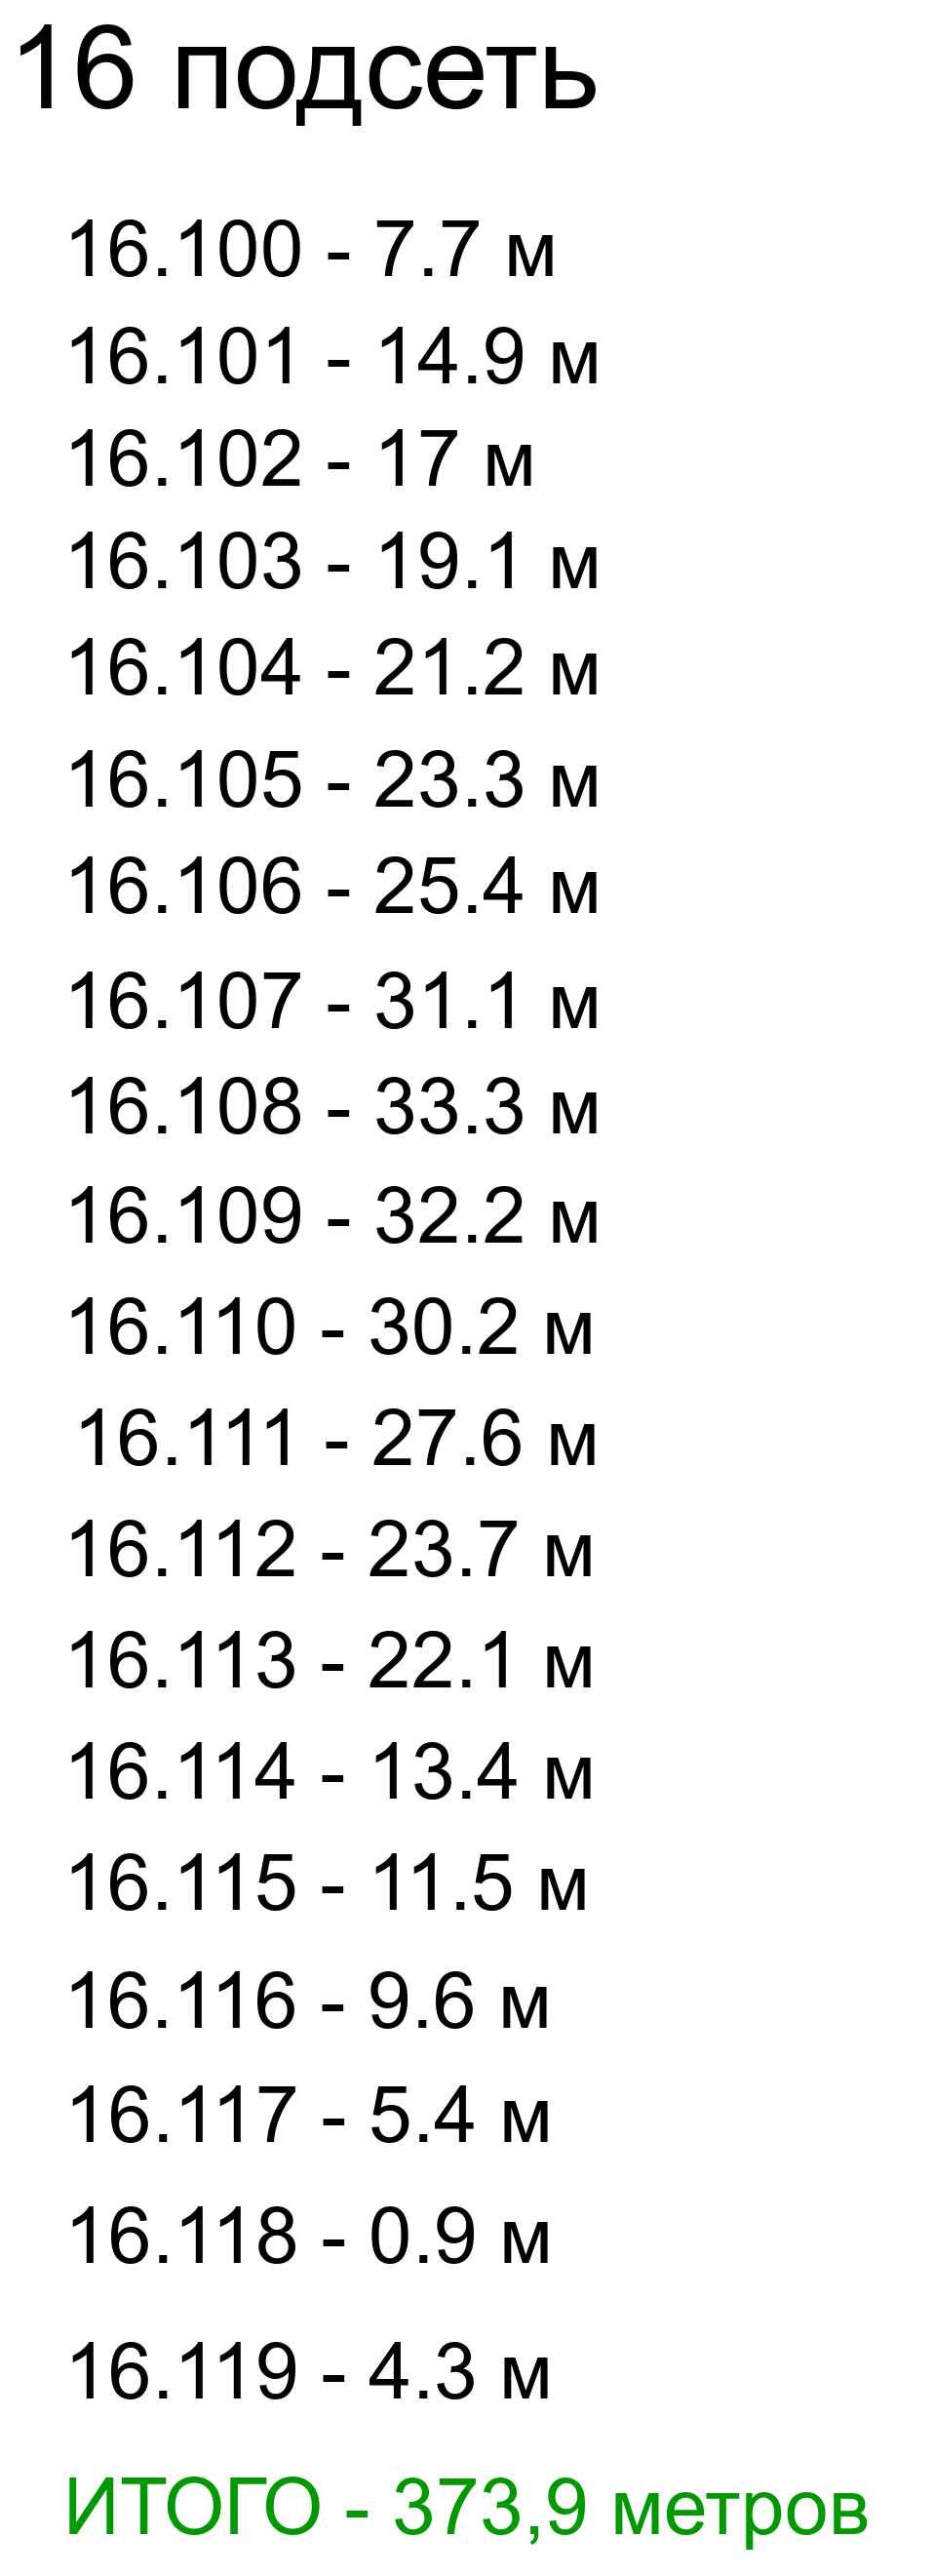 16 подсеть
16.100 - 7.7 м
16.101 - 14.9 м
16.102 - 17 м
16.103 - 19.1 м
16.104 - 21.2 м
16.105 - 23.3 м
16.106 - 25.4 м
16.107 - 31.1 м
16.108 - 33.3 м
16.109 - 32.2 м
16.110 - 30.2 м
16.111 - 27.6 м
16.112 - 23.7 м
16.113 - 22.1 м
16.114 - 13.4 м
16.115 - 11.5 м
16.116 - 9.6 м
16.117 - 5.4 м
16.118 - 0.9 м
16.119 - 4.3 м
ИТОГО - 373,9 метров